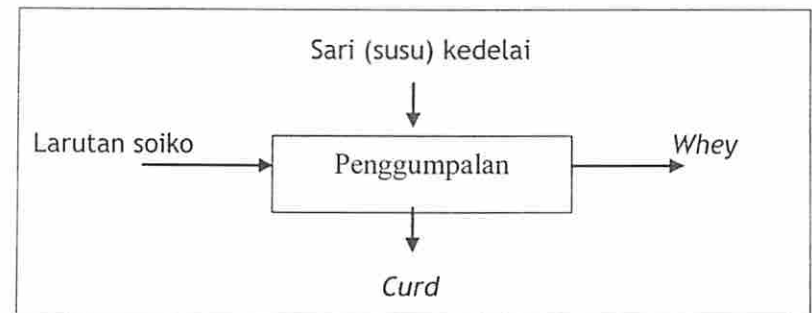 Sari (susu) kedelai
Larutan soiko
Penggumpalan
Whey
Curd